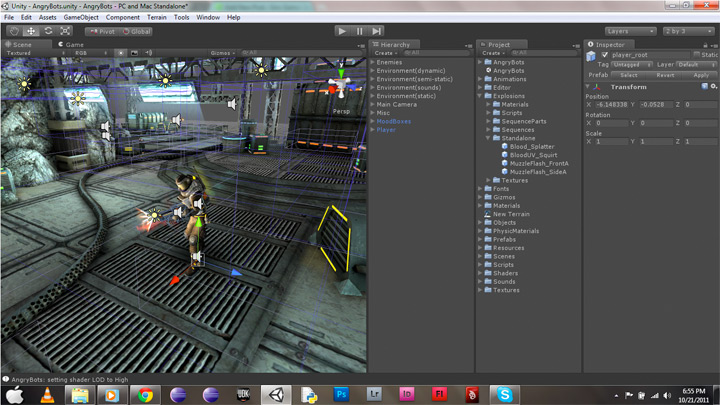 Unity - AngryBots.unity - AngryBots - PC and Mac Standalone*
File Edit Assets GameObject Component Terrain Tools Window Help
Pivot Global Layers 2 by 3
Scene Game
Textured RGB Gizmos All All
Persp
y
Hierarchy
All
Enemies
Environment(dynamic)
Environment(semi-static)
Environment(sounds)
Environment(static)
Main Camera
Misc
MoodBoxes
Player
Project
All
AngryBots
AngryBots
Animations
Editor
Explosions
Materials
Scripts
SequenceParts
Sequences
Standalone
Blood_Splatter
BloodUV_Squirt
MuzzleFlash_FrontA
MuzzleFlash_SideA
Textures
Fonts
Gizmos
Materials
New Terrain
Objects
PhysicMaterials
Prefabs
Resources
Scenes
Scripts
Shaders
Sounds
Textures
Inspector
player_root Static
Tag Untagged Layer Default
Prefab Select Revert Apply
Transform
Position
X -6.148338 Y -0.0528 Z 0
Rotation
X 0 Y 0 Z 0
Scale
X 1 Y 1 Z 1
AngryBots: setting shader LOD to High
UDK Ps Lr Id Fl S
6:55 PM
10/21/2011